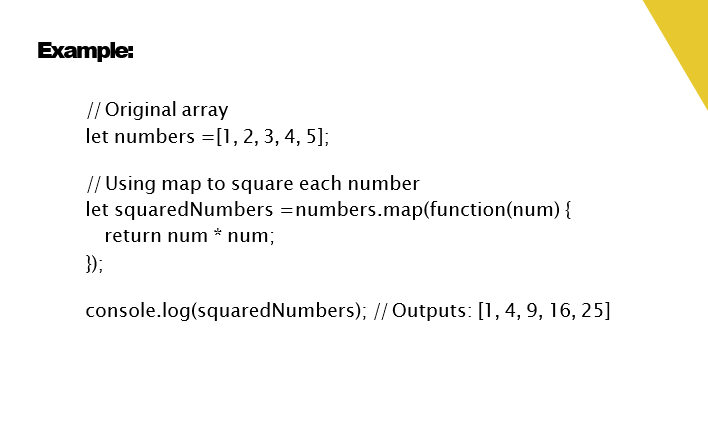 Example:
// Original array
let numbers =[1, 2, 3, 4, 5];
// Using map to square each number
let squaredNumbers =numbers.map(function(num) {
return num * num;
});
console.log(squaredNumbers); // Outputs: [1, 4, 9, 16, 25]